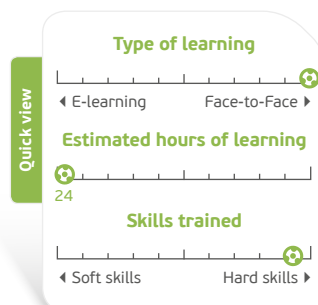 Quick view
Type of learning
◀ E-learning Face-to-Face ▶
Estimated hours of learning
24
Skills trained
◀ Soft skills Hard skills ▶